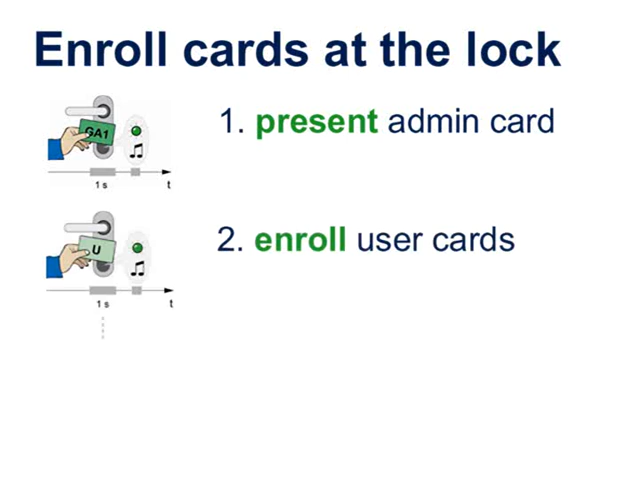 Enroll cards at the lock
GA1
1. present admin card
1 s t
U
2. enroll user cards
1 s t